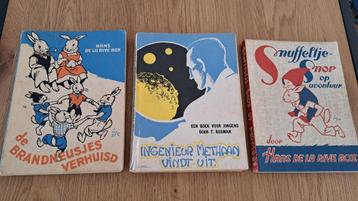 HANS
DE LA RIVE BOX
de
BRANDNEUSJES
VERHUISD
EEN BOEK VOOR JONGENS
DOOR T. BOSMAN
INGENIEUR METHAAN
VINDT UIT.
Snuffeltje
Snor op
avontuur
door
HANS DE LA RIVE BOX